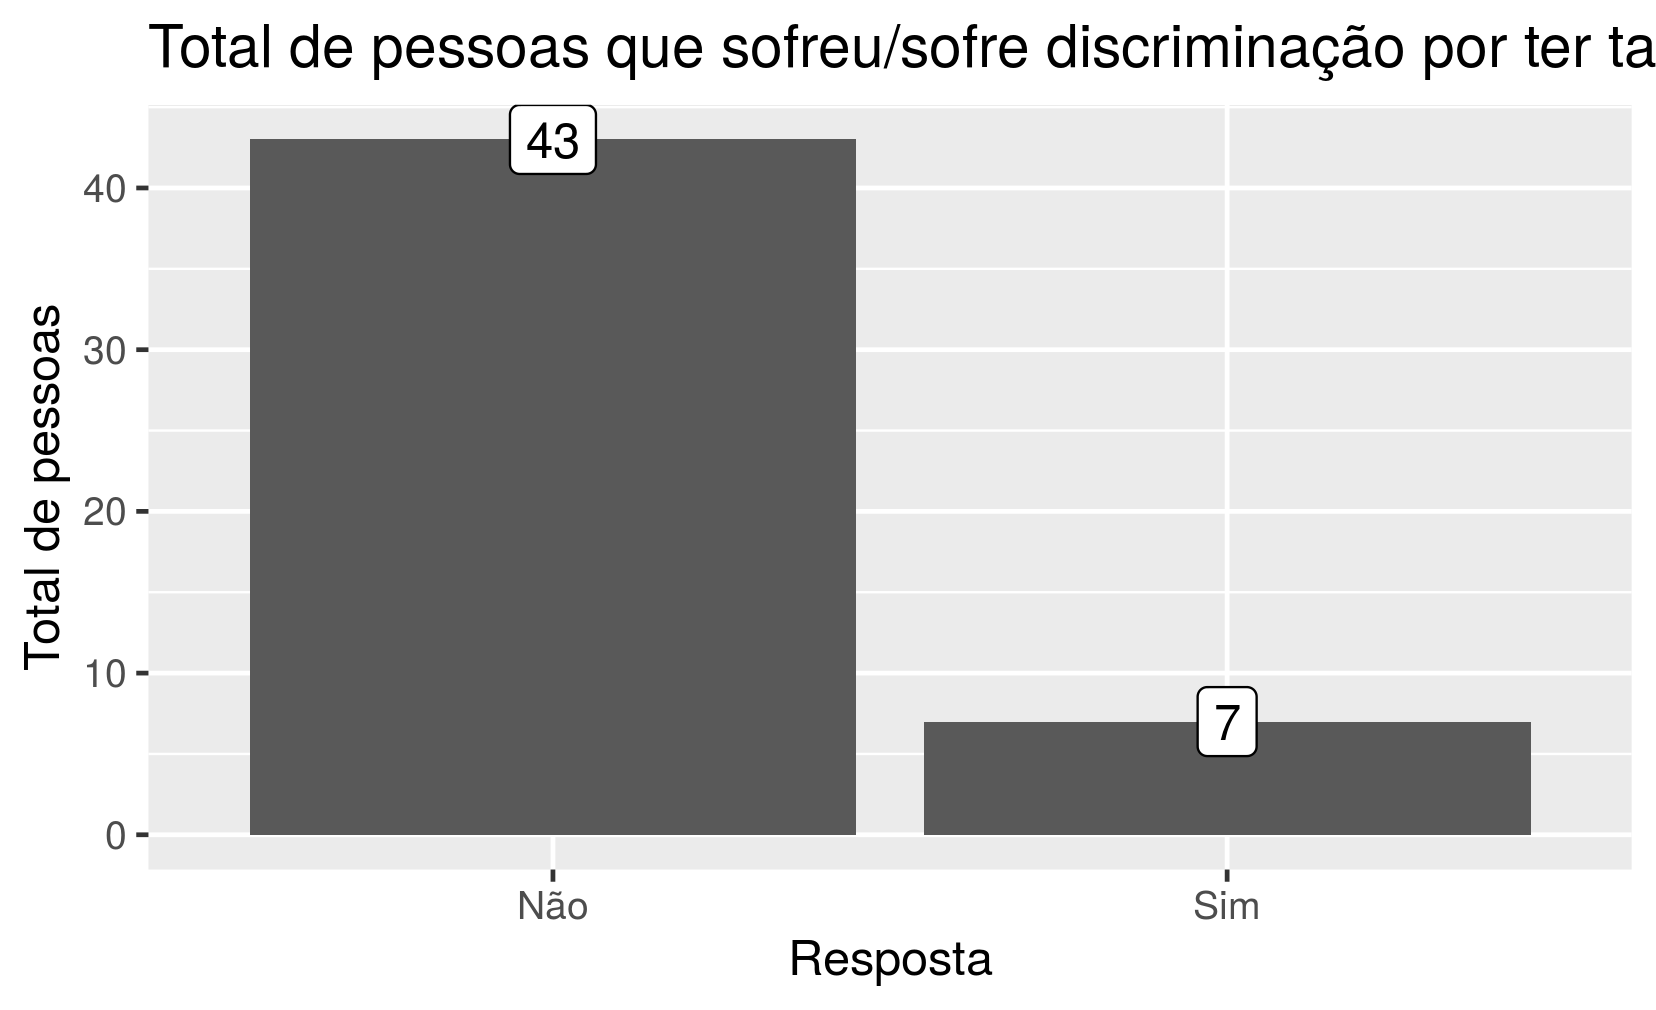 Total de pessoas que sofreu/sofre discriminação por ter ta
43
40
30
20
10
0
7
Total de pessoas
Não
Sim
Resposta